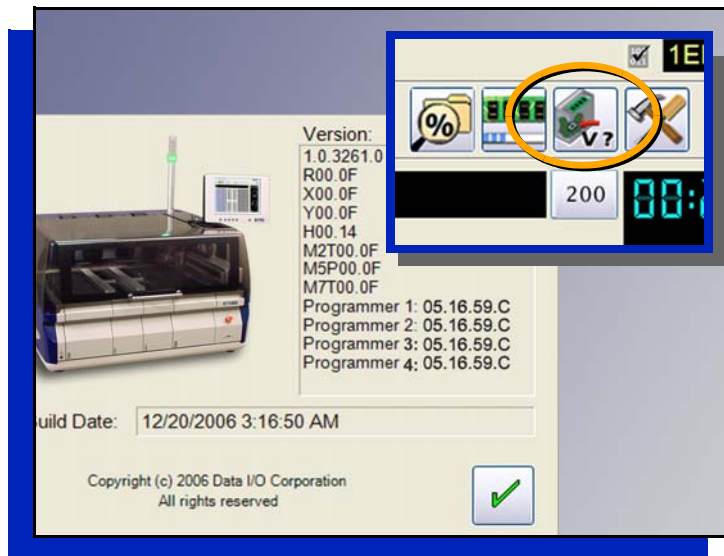 Version:
1.0.3261.0
R00.0F
X00.0F
Y00.0F
H00.14
M2T00.0F
M5P00.0F
M7T00.0F
Programmer 1: 05.16.59.C
Programmer 2: 05.16.59.C
Programmer 3: 05.16.59.C
Programmer 4: 05.16.59.C
uild Date: 12/20/2006 3:16:50 AM
Copyright (c) 2006 Data I/O Corporation
All rights reserved
%
V ?
200